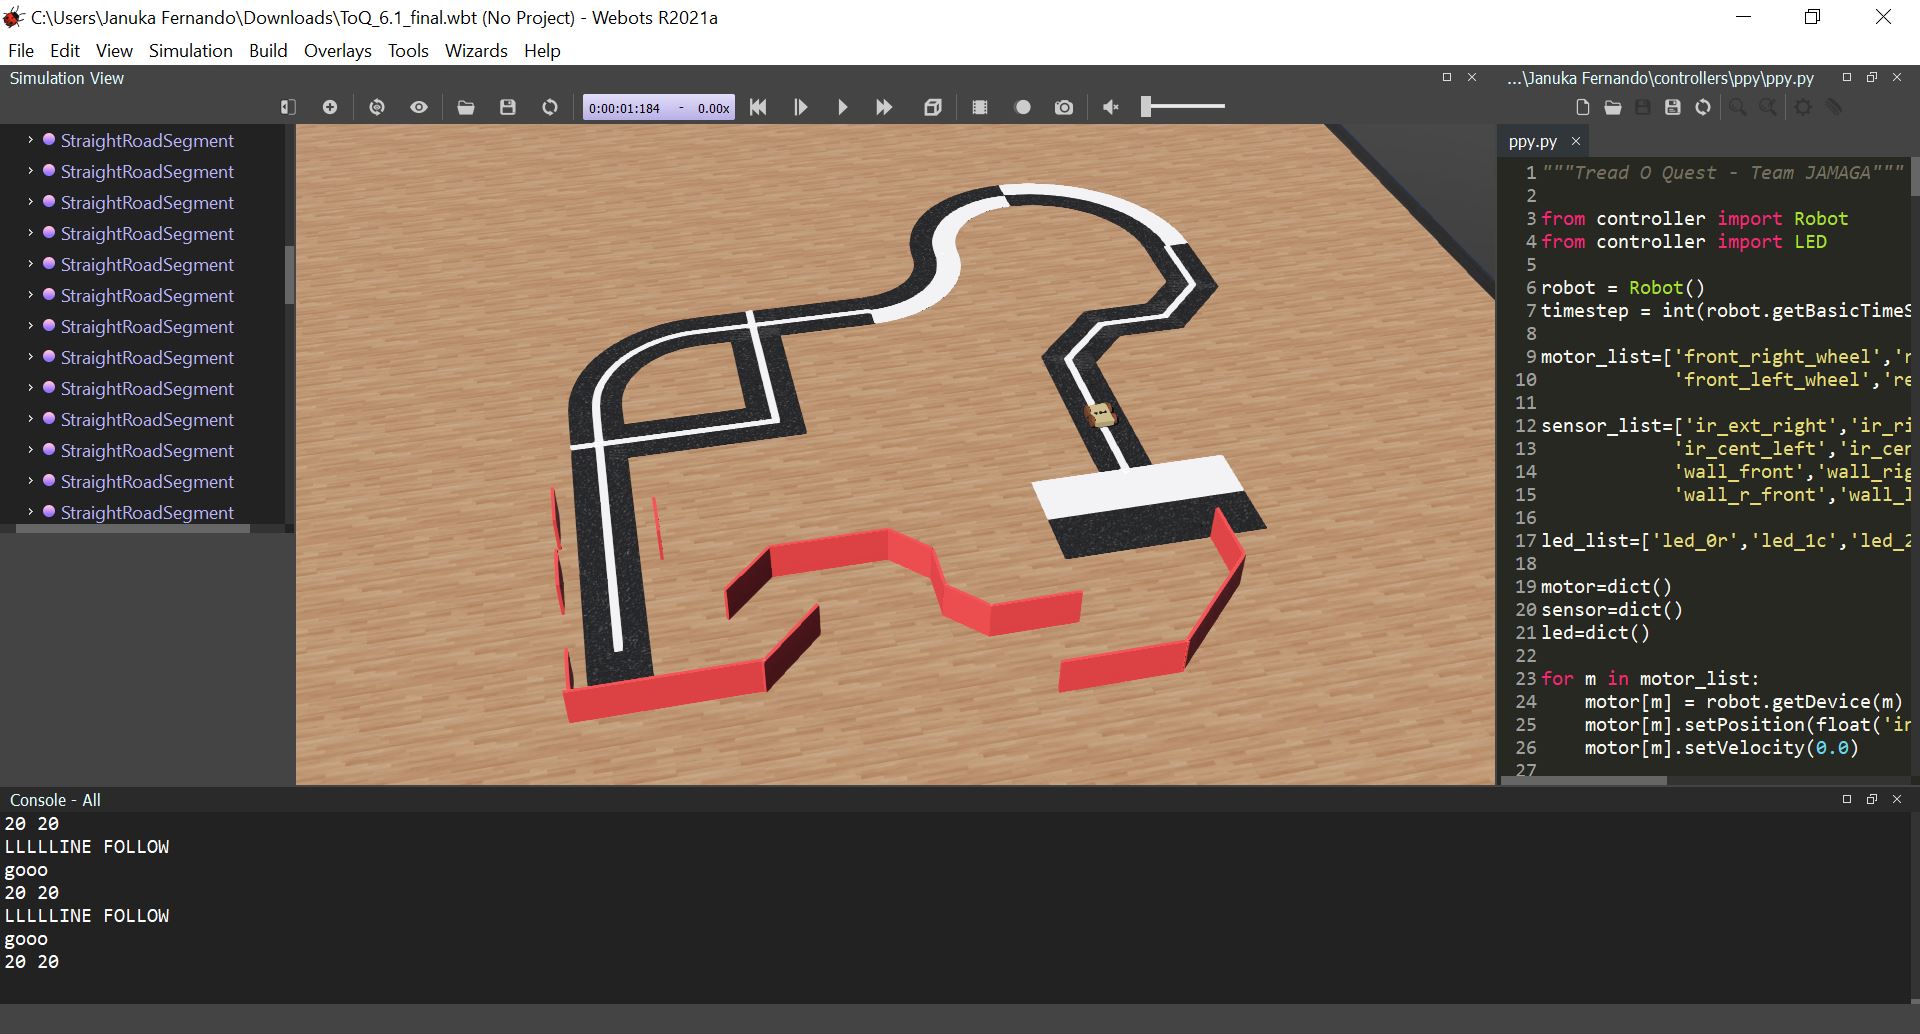 C:\Users\Januka Fernando\Downloads\ToQ_6.1_final.wbt (No Project) - Webots R2021a
File Edit View Simulation Build Overlays Tools Wizards Help
Simulation View
0:00:01:184 - 0.00x
StraightRoadSegment
StraightRoadSegment
StraightRoadSegment
StraightRoadSegment
StraightRoadSegment
StraightRoadSegment
StraightRoadSegment
StraightRoadSegment
StraightRoadSegment
StraightRoadSegment
StraightRoadSegment
StraightRoadSegment
StraightRoadSegment
...\Januka Fernando\controllers\ppy\ppy.py
ppy.py
1 """Tread O Quest - Team JAMAGA"""
2
3 from controller import Robot
4 from controller import LED
5
6 robot = Robot()
7 timestep = int(robot.getBasicTimeS
8
9 motor_list=['front_right_wheel','r
10 'front_left_wheel','re
11
12 sensor_list=['ir_ext_right','ir_ri
13 'ir_cent_left','ir_cer
14 'wall_front','wall_rig
15 'wall_r_front','wall_l
16
17 led_list=['led_0r','led_1c','led_2
18
19 motor=dict()
20 sensor=dict()
21 led=dict()
22
23 for m in motor_list:
24 motor[m] = robot.getDevice(m)
25 motor[m].setPosition(float('in
26 motor[m].setVelocity(0.0)
27
Console - All
20 20
LLLLLINE FOLLOW
gooo
20 20
LLLLLINE FOLLOW
gooo
20 20